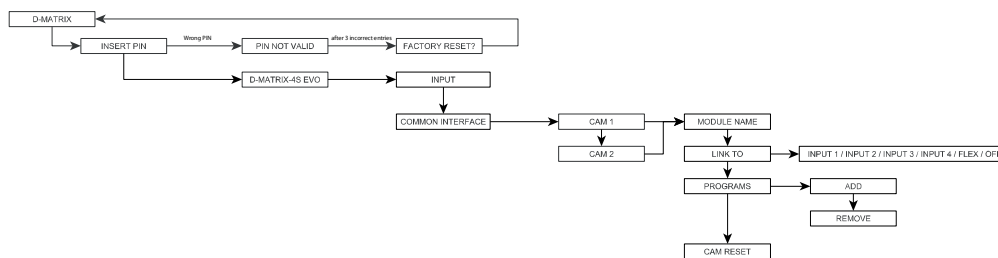 D-MATRIX
INSERT PIN
Wrong PIN
PIN NOT VALID
after 3 incorrect entries
FACTORY RESET?
D-MATRIX-4S EVO
INPUT
COMMON INTERFACE
CAM 1
MODULE NAME
CAM 2
LINK TO
INPUT 1 / INPUT 2 / INPUT 3 / INPUT 4 / FLEX / OF
PROGRAMS
ADD
REMOVE
CAM RESET